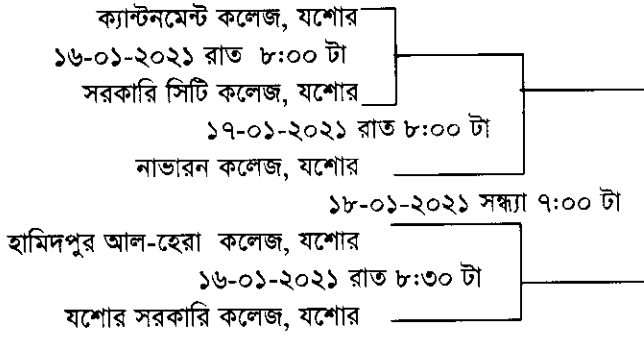 ক্যান্টনমেন্ট কলেজ, যশোর
১৬-০১-২০২১ রাত ৮:০০ টা
সরকারি সিটি কলেজ, যশোর
১৭-০১-২০২১ রাত ৮:০০ টা
নাভারন কলেজ, যশোর
১৮-০১-২০২১ সন্ধ্যা ৭:০০ টা
হামিদপুর আল-হেরা কলেজ, যশোর
১৬-০১-২০২১ রাত ৮:৩০ টা
যশোর সরকারি কলেজ, যশোর